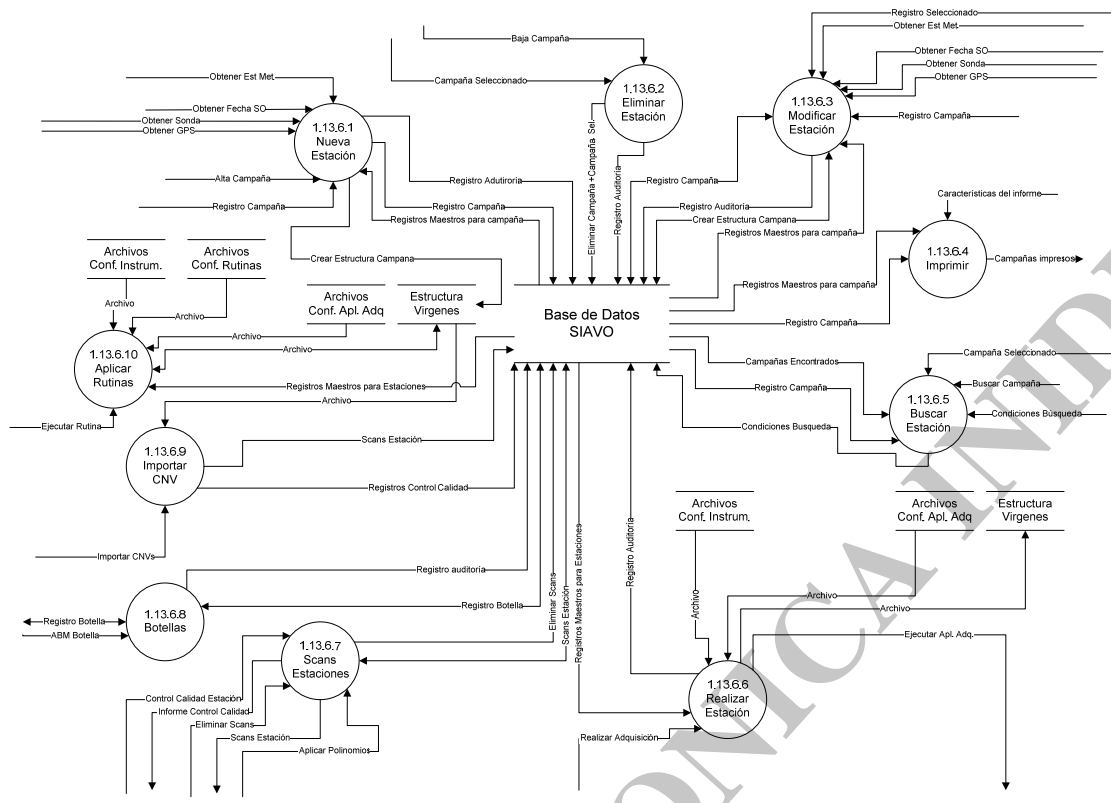 Registro Seleccionado
Obtener Est Met.
Baja Campaña
Obtener Fecha SO
Obtener Sonda
Obtener GPS
Campaña Seleccionado
Obtener Est Met.
1.13.6.2
Eliminar
Estación
1.13.6.3
Modificar
Estación
Obtener Fecha SO
Obtener Sonda
Obtener GPS
1.13.6.1
Nueva
Estación
Registro Campaña
Eliminar Campaña +Campaña Sel.
Registro Auditoría
Alta Campaña
Registro Adutiroría
Registro Campaña
Registro Campaña
Registro Campaña
Registros Maestros para campaña
Registro Auditoría
Crear Estructura Campana
Registros Maestros para campaña
Características del informe
1.13.6.4
Imprimir
Campañas impresos
Archivos
Conf. Instrum.
Archivos
Conf. Rutinas
Crear Estructura Campana
Archivos
Conf. Apl. Adq
Estructura
Virgenes
Registros Maestros para campaña
Base de Datos
SIAVO
Registro Campaña
Archivo
Archivo
Archivo
Archivo
1.13.6.10
Aplicar
Rutinas
Registros Maestros para Estaciones
Archivo
Ejecutar Rutina
Campañas Encontrados
Registro Campaña
Condiciones Busqueda
Campaña Seleccionado
Buscar Campaña
Condiciones Búsqueda
1.13.6.5
Buscar
Estación
1.13.6.9
Importar
CNV
Scans Estación
Registros Control Calidad
Importar CNVs
Archivos
Conf. Instrum.
Archivos
Conf. Apl. Adq
Estructura
Virgenes
Registro auditoría
1.13.6.8
Botellas
Registro Botella
Registro Botella
ABM Botella
Eliminar Scans
Scans Estación
Registros Maestros para Estaciones
Registro Auditoría
Archivo
Archivo
Archivo
Ejecutar Apl. Adq.
1.13.6.7
Scans
Estaciones
1.13.6.6
Realizar
Estación
Control Calidad Estación
Informe Control Calidad
Eliminar Scans
Scans Estación
Aplicar Polinomios
Realizar Adquisición
ONICA INID